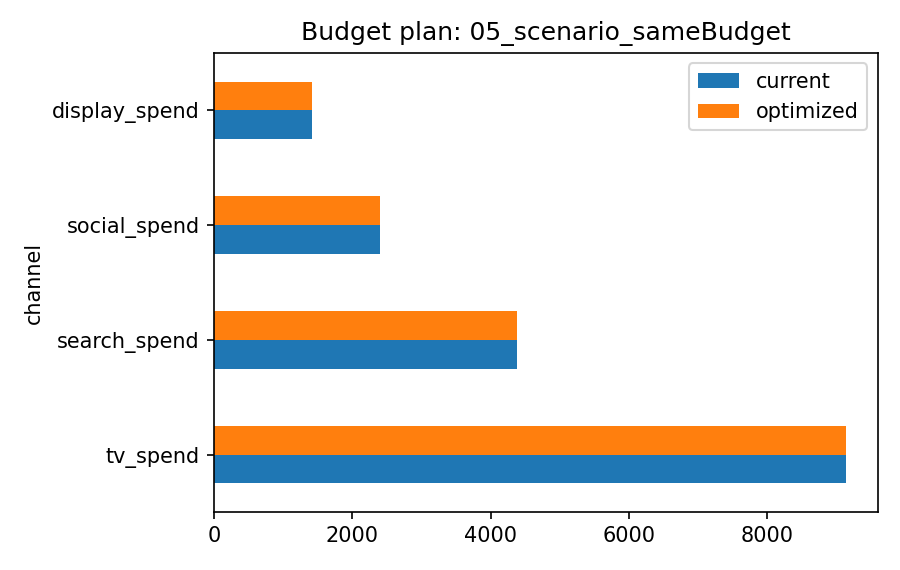 Budget plan: 05_scenario_sameBudget
current
optimized
display_spend
social_spend
search_spend
tv_spend
channel
0 2000 4000 6000 8000